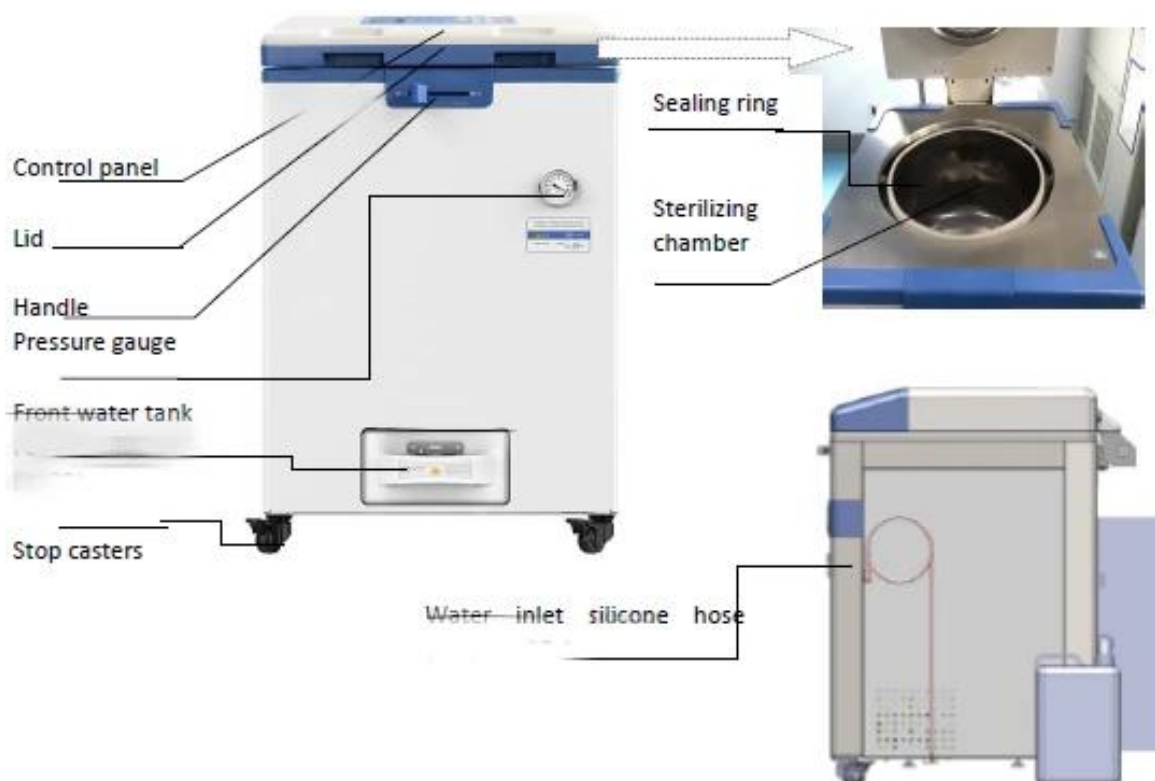 Control panel
Lid
Handle
Pressure gauge
Front water tank
Stop casters
Sealing ring
Sterilizing
chamber
Water inlet silicone hose